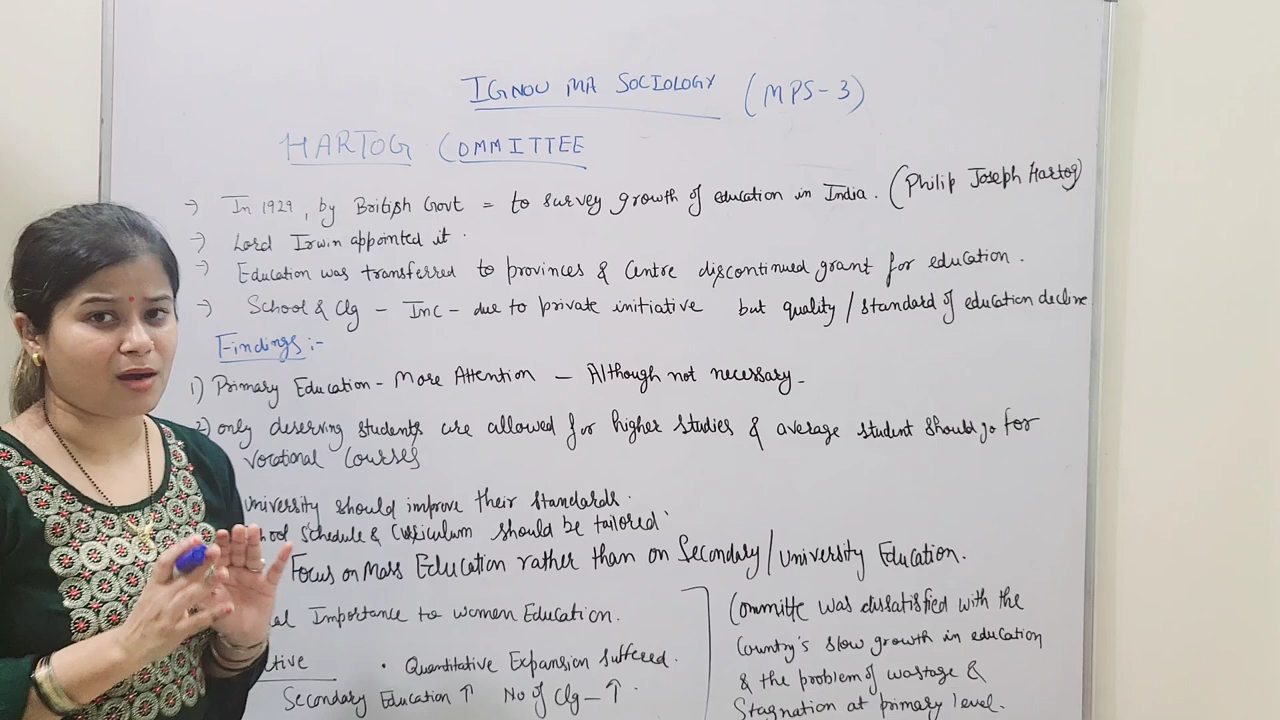 IGNOU MA SOCIOLOGY (MPS-3)
HARTOG COMMITTEE
→ In 1929, by British Govt = to survey growth of education in India. (Philip Joseph Hartog)
→ Lord Irwin appointed it.
→ Education was transferred to provinces & Centre discontinued grant for education.
→ School & Clg - Inc - due to private initiative but quality / standard of education decline
Findings :-
1) Primary Education - More Attention - Although not necessary -
2) only deserving students are allowed for higher studies & average student should go for
vocational Courses
University should improve their standards.
Schedule & Curriculum should be tailored.
Focus on Mass Education rather than on Secondary / University Education.
Importance to women Education.
• Quantitative Expansion suffered.
Secondary Education ↑ No of Clg - ↑
Committe was dissatisfied with the
Country's slow growth in education
& the problem of wastage &
Stagnation at primary level.